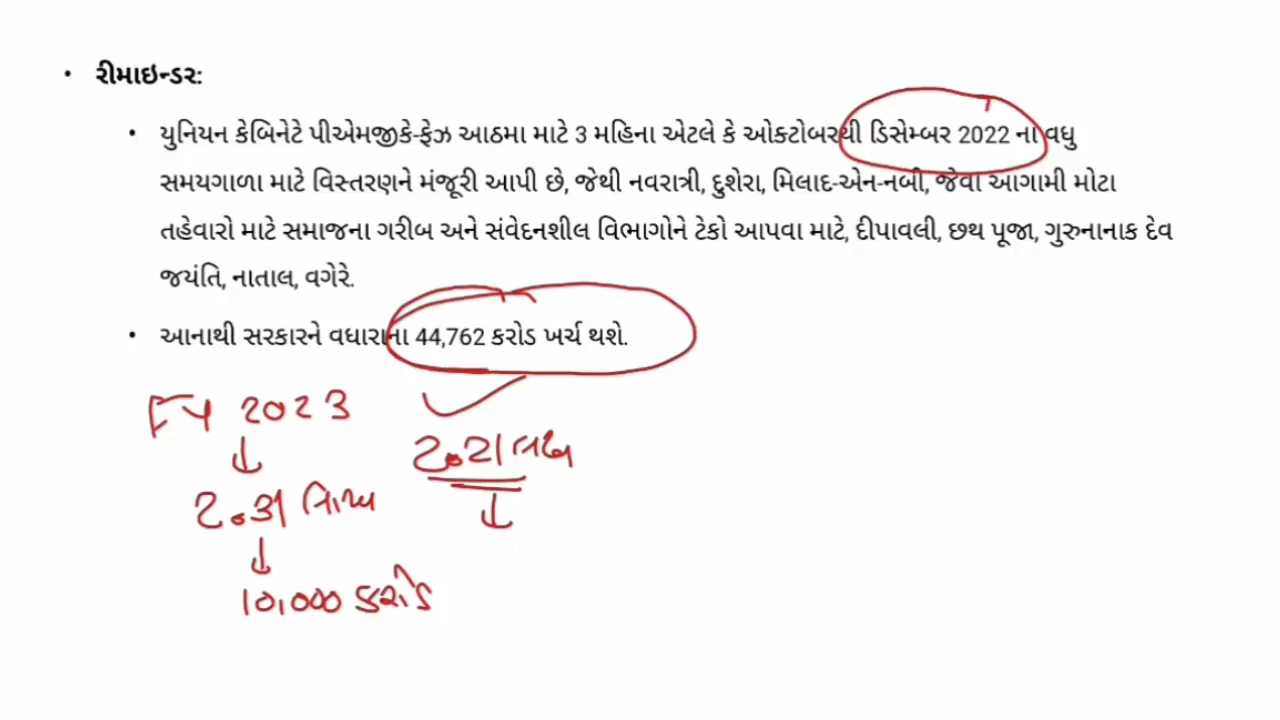 • રીમાઇન્ડર:
• યુનિયન કેબિનેટે પીએમજીકે-ફેઝ આઠમા માટે 3 મહિના એટલે કે ઓક્ટોબરથી ડિસેમ્બર 2022 ના વધુ
સમયગાળા માટે વિસ્તરણને મંજૂરી આપી છે, જેથી નવરાત્રી, દુશેરા, મિલાદ-એન-નબી, જેવા આગામી મોટા
તહેવારો માટે સમાજના ગરીબ અને સંવેદનશીલ વિભાગોને ટેકો આપવા માટે, દીપાવલી, છથ પૂજા, ગુરુનાનાક દેવ
જયંતિ, નાતાલ, વગેરે.
• આનાથી સરકારને વધારાના 44,762 કરોડ ખર્ચ થશે.
FY 2023
2.21
2.31
10,000 કરોડ